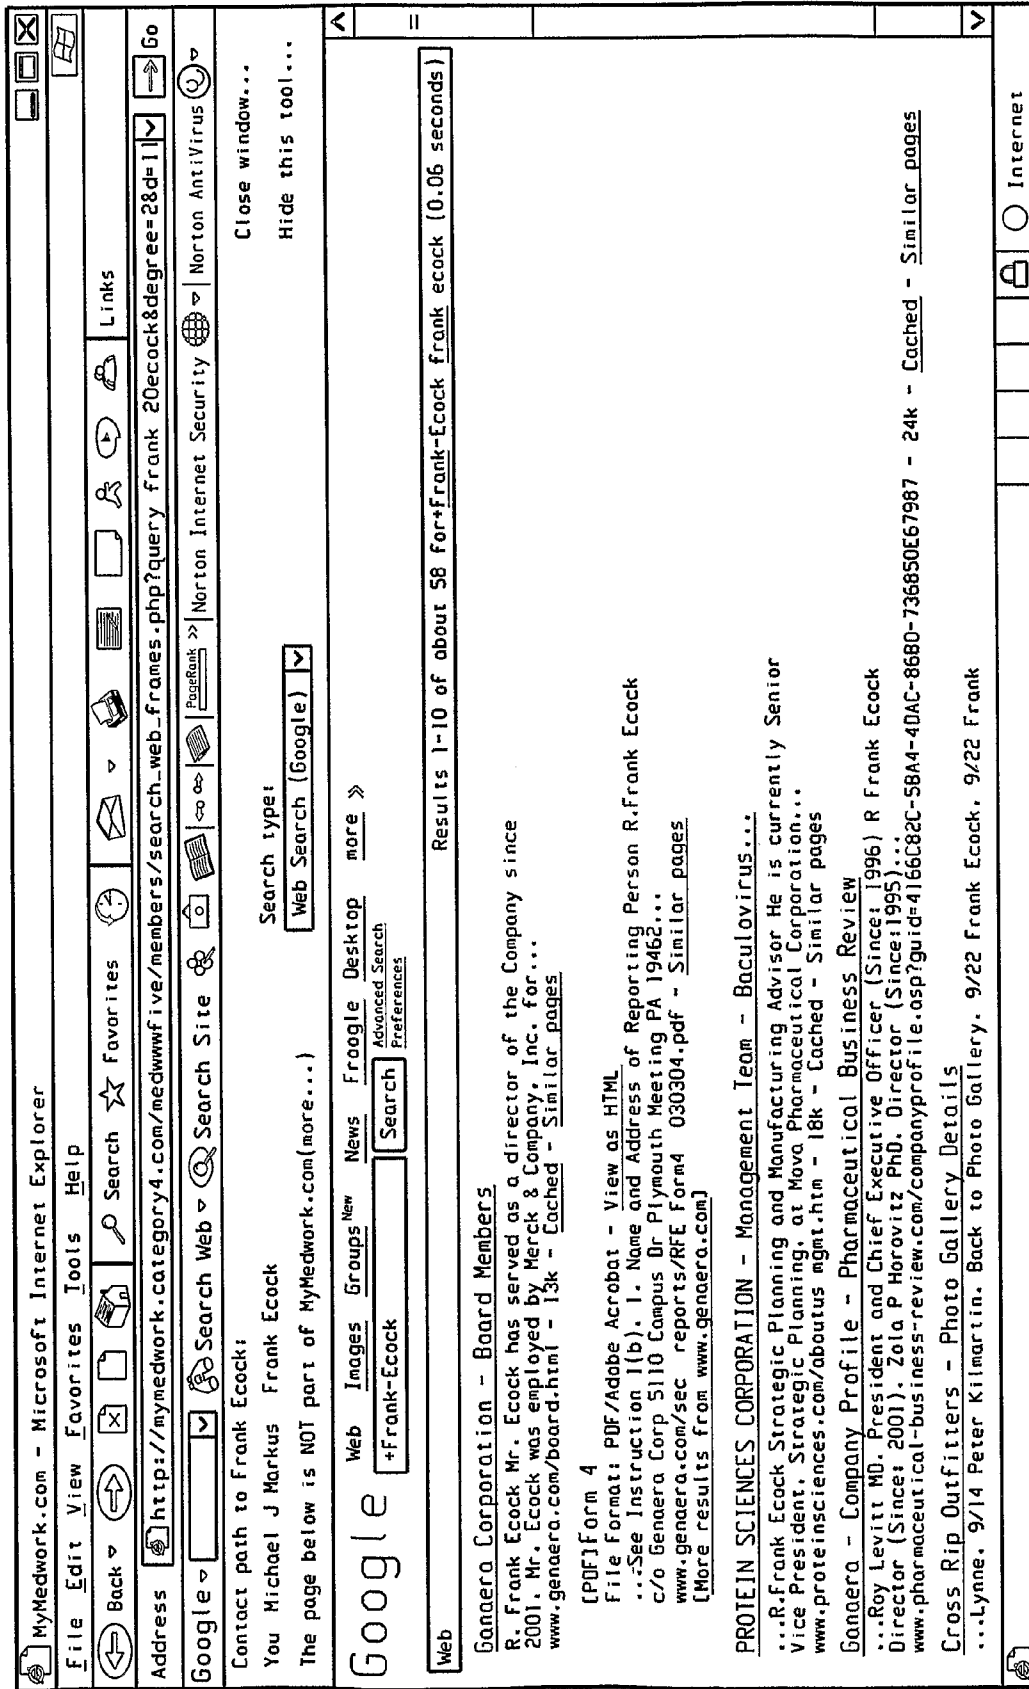 MyMedwork.com - Microsoft Internet Explorer
File Edit View Favorites Tools Help
Back Search Favorites Links
Address http://mymedwork.category4.com/medwwwfive/members/search_web_frames.php?query frank 20ecock&degree=2&d=11 Go
Google Search Web Search Site PageRank >> Norton Internet Security Norton AntiVirus
Contact path to Frank Ecock: Close window...
You Michael J Markus Frank Ecock
Search type:
Web Search (Google)
Hide this tool...
The page below is NOT part of MyMedwork.com(more...)
Google
Web Images Groups New News Froogle Desktop more >>
+Frank-Ecock Search Advanced Search
Preferences
Web Results 1-10 of about 58 for+frank-Ecock frank ecock (0.06 seconds)
Ganaera Corporation - Board Members
R. Frank Ecock Mr. Ecock has served as a director of the Company since
2001. Mr. Ecock was employed by Merck & Company, Inc. for...
www.genaera.com/board.html - 13k - Cached - Similar pages
[PDF]Form 4
File Format: PDF/Adobe Acrobat - View as HTML
...-See Instruction 1(b). 1. Name and Address of Reporting Person R.Frank Ecock
c/o Genaera Corp 5110 Campus Dr Plymouth Meeting PA 19462...
www.genaera.com/sec reports/RFE Form4 030304.pdf - Similar pages
[More results from www.genaera.com]
PROTEIN SCIENCES CORPORATION - Management Team - Baculovirus...
...R.Frank Ecock Strategic Planning and Manufacturing Advisor He is currently Senior
Vice President, Strategic Planning, at Mova Pharmaceutical Corporation...
www.proteinsciences.com/aboutus mgmt.htm - 18k - Cached - Similar pages
Ganaera - Company Profile - Pharmaceutical Business Review
...Roy Levitt MD. President and Chief Executive Officer (Since: 1996) R Frank Ecock
Director (Since: 2001). Zola P Horovitz PhD. Director (Since:1995)...
www.pharmaceutical-business-review.com/companyprofile.asp?guid=4166C82C-58A4-4DAC-8680-736850E67987 - 24k - Cached - Similar pages
Cross Rip Outfitters - Photo Gallery Details
...Lynne. 9/14 Peter Kilmartin. Back to Photo Gallery. 9/22 Frank Ecock. 9/22 Frank
Internet